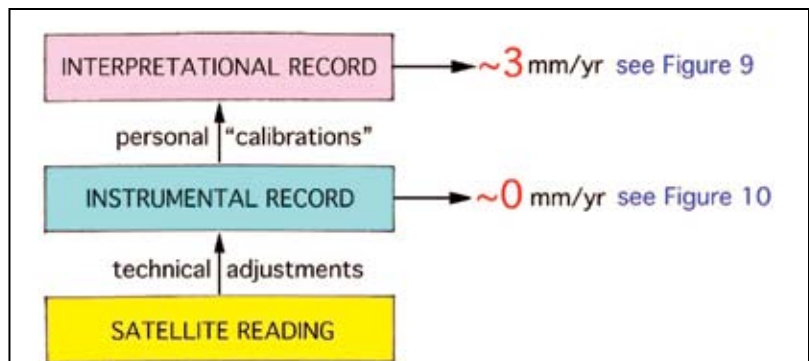 INTERPRETATIONAL RECORD ~3 mm/yr see Figure 9
personal "calibrations"
INSTRUMENTAL RECORD ~0 mm/yr see Figure 10
technical adjustments
SATELLITE READING